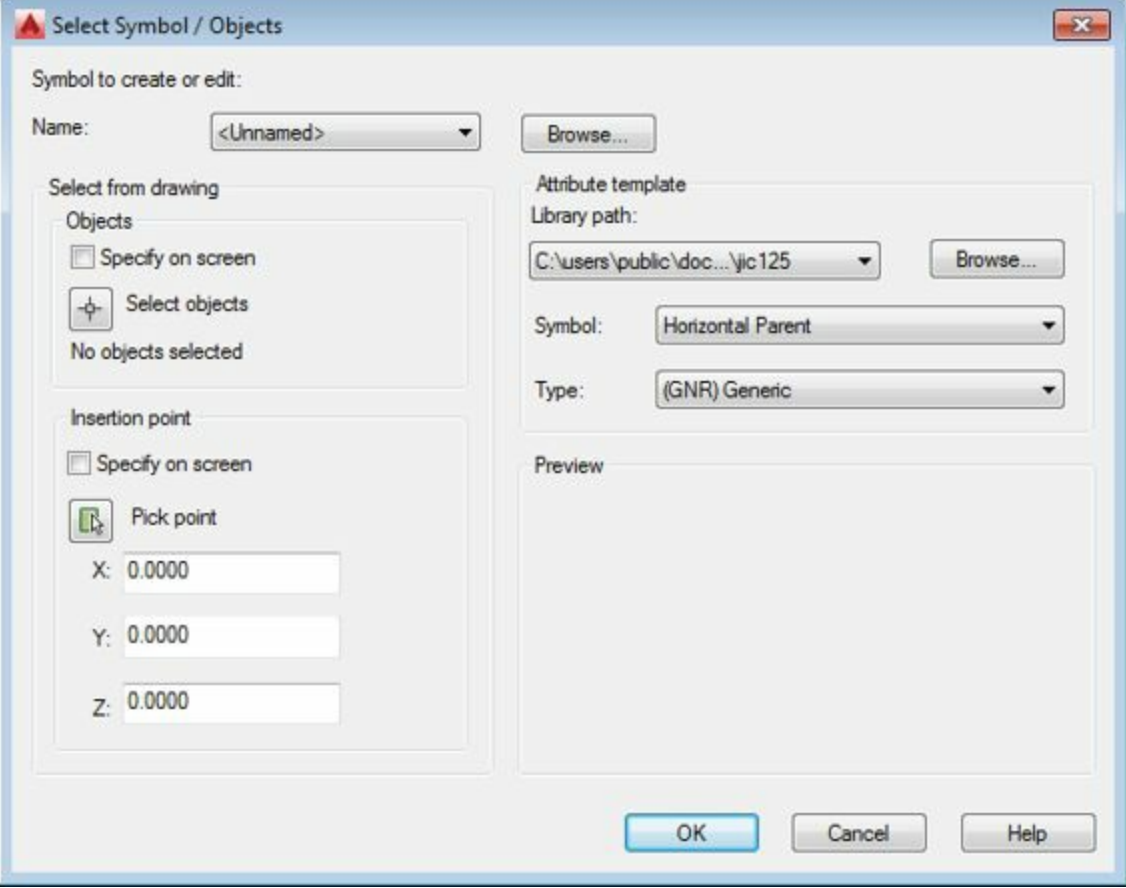 Select Symbol / Objects
Symbol to create or edit:
Name:
<Unnamed>
Browse...
Select from drawing
Objects
Specify on screen
Select objects
No objects selected
Insertion point
Specify on screen
Pick point
X: 0.0000
Y: 0.0000
Z: 0.0000
Attribute template
Library path:
C:\users\public\doc...\jic125
Browse...
Symbol: Horizontal Parent
Type: (GNR) Generic
Preview
OK
Cancel
Help